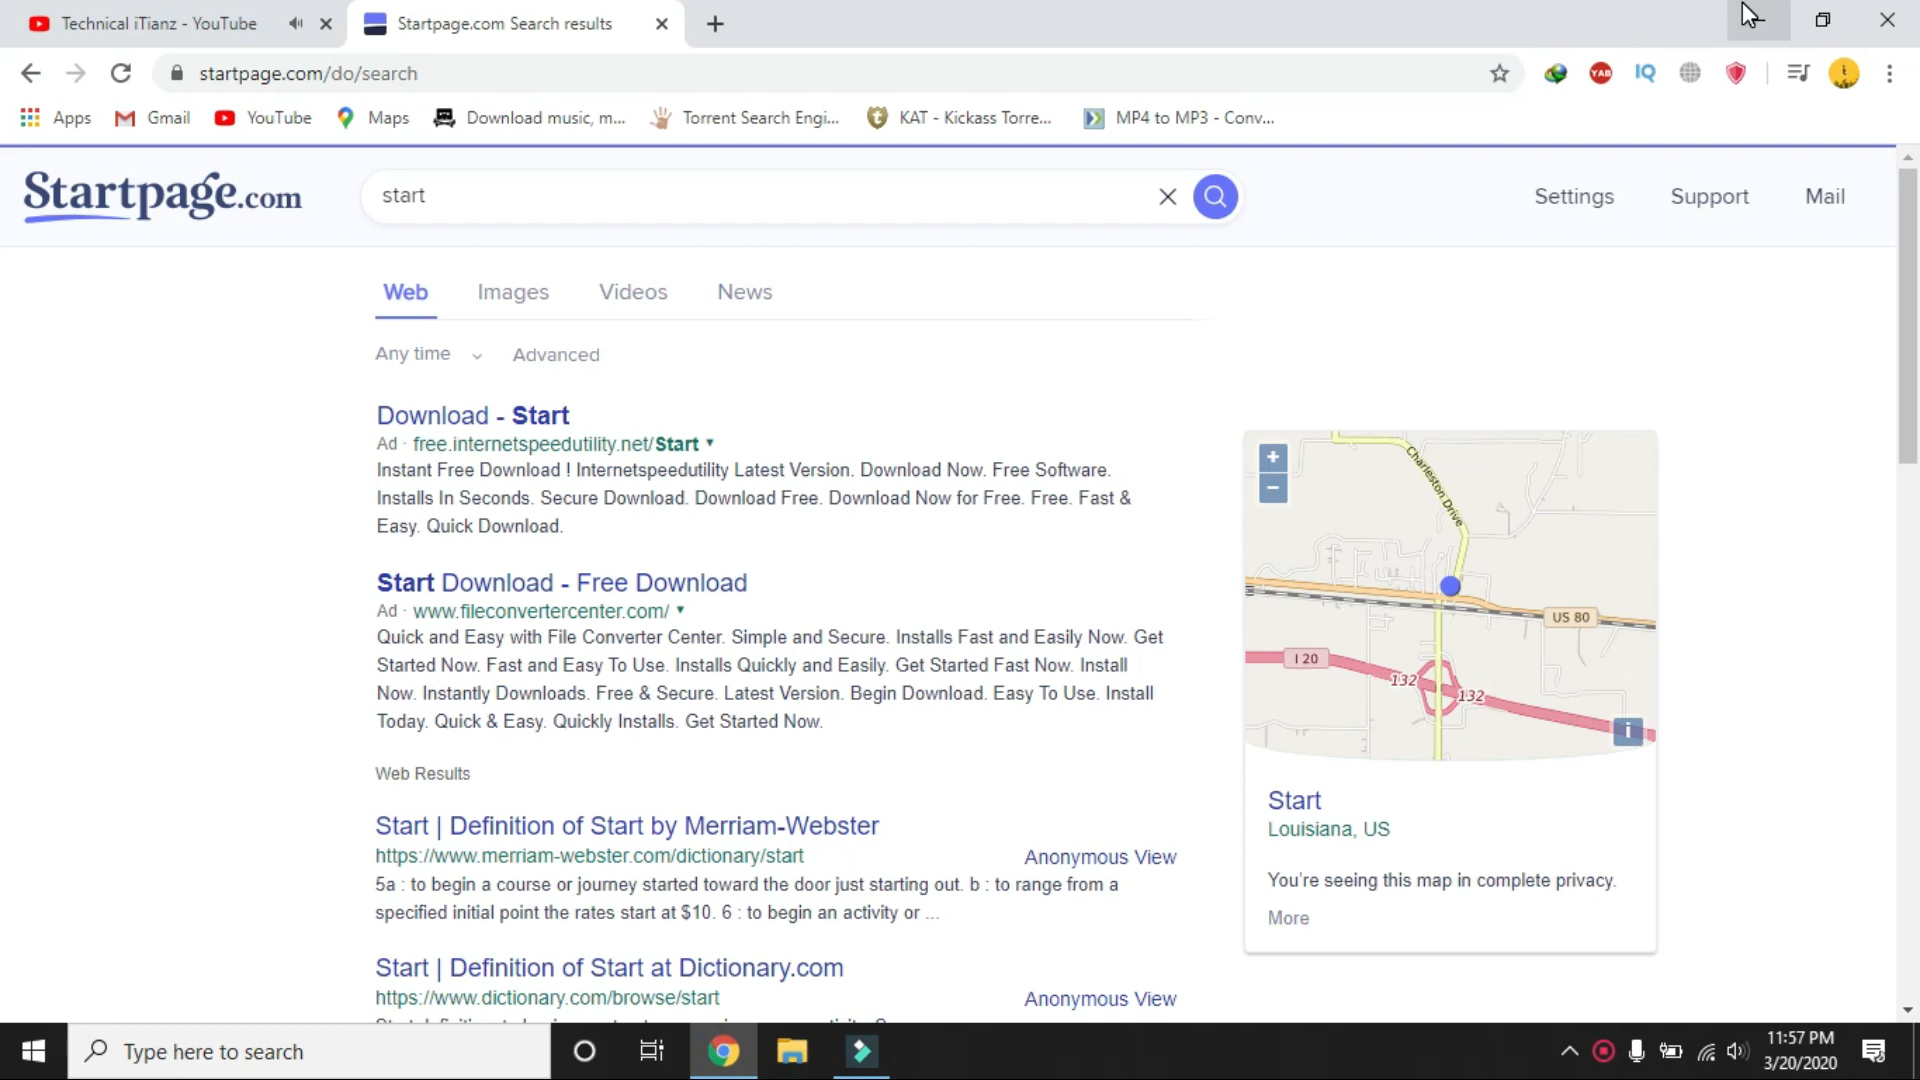 Technical iTianz - YouTube
Startpage.com Search results
startpage.com/do/search
YAB
IQ
Apps
Gmail
YouTube
Maps
Download music, m...
Torrent Search Engi...
KAT - Kickass Torre...
MP4 to MP3 - Conv...
Startpage.com
start
Settings
Support
Mail
Web
Images
Videos
News
Any time
Advanced
Download - Start
Ad · free.internetspeedutility.net/Start
Instant Free Download ! Internetspeedutility Latest Version. Download Now. Free Software.
Installs In Seconds. Secure Download. Download Free. Download Now for Free. Free. Fast &
Easy. Quick Download.
Start Download - Free Download
Ad · www.fileconvertercenter.com/
Quick and Easy with File Converter Center. Simple and Secure. Installs Fast and Easily Now. Get
Started Now. Fast and Easy To Use. Installs Quickly and Easily. Get Started Fast Now. Install
Now. Instantly Downloads. Free & Secure. Latest Version. Begin Download. Easy To Use. Install
Today. Quick & Easy. Quickly Installs. Get Started Now.
Web Results
Start | Definition of Start by Merriam-Webster
https://www.merriam-webster.com/dictionary/start
Anonymous View
5a : to begin a course or journey started toward the door just starting out. b : to range from a
specified initial point the rates start at $10. 6 : to begin an activity or ...
Start | Definition of Start at Dictionary.com
https://www.dictionary.com/browse/start
Anonymous View
+
−
Charleston Drive
US 80
I 20
132
132
i
Start
Louisiana, US
You're seeing this map in complete privacy.
More
Type here to search
11:57 PM
3/20/2020